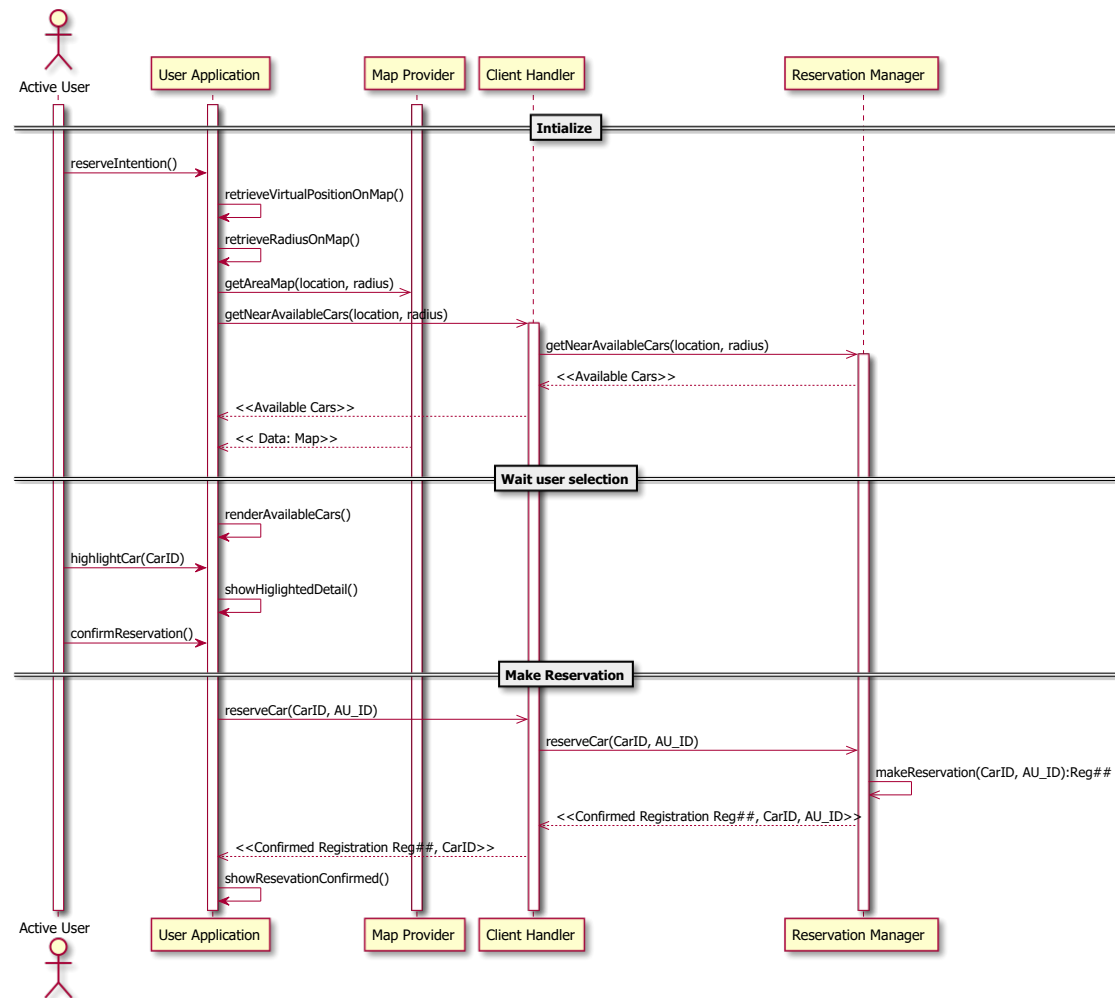 Active User
User Application
Map Provider
Client Handler
Reservation Manager
Intialize
reserveIntention()
retrieveVirtualPositionOnMap()
retrieveRadiusOnMap()
getAreaMap(location, radius)
getNearAvailableCars(location, radius)
getNearAvailableCars(location, radius)
<<Available Cars>>
<<Available Cars>>
<< Data: Map>>
Wait user selection
renderAvailableCars()
highlightCar(CarID)
showHiglightedDetail()
confirmReservation()
Make Reservation
reserveCar(CarID, AU_ID)
reserveCar(CarID, AU_ID)
makeReservation(CarID, AU_ID):Reg##
<<Confirmed Registration Reg##, CarID, AU_ID>>
<<Confirmed Registration Reg##, CarID>>
showResevationConfirmed()
Active User
User Application
Map Provider
Client Handler
Reservation Manager